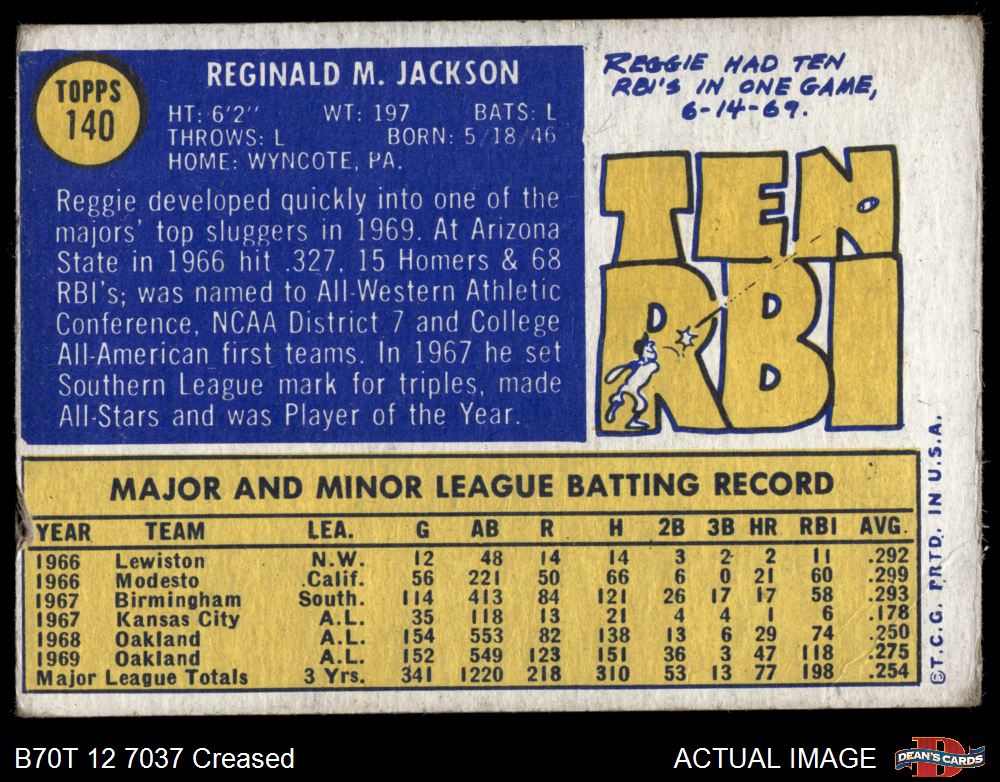 TOPPS
140
REGINALD M. JACKSON
HT: 6'2" WT: 197 BATS: L
THROWS: L BORN: 5/18/46
HOME: WYNCOTE, PA.
Reggie developed quickly into one of the
majors' top sluggers in 1969. At Arizona
State in 1966 hit .327, 15 Homers & 68
RBI's; was named to All-Western Athletic
Conference, NCAA District 7 and College
All-American first teams. In 1967 he set
Southern League mark for triples, made
All-Stars and was Player of the Year.
REGGIE HAD TEN
RBI'S IN ONE GAME,
6-14-69.
TEN
RBI
MAJOR AND MINOR LEAGUE BATTING RECORD
YEAR TEAM LEA. G AB R H 2B 3B HR RBI AVG.
1966 Lewiston N.W. 12 48 14 14 3 2 2 11 .292
1966 Modesto Calif. 56 221 50 66 6 0 21 60 .299
1967 Birmingham South. 114 413 84 121 26 17 17 58 .293
1967 Kansas City A.L. 35 118 13 21 4 4 1 6 .178
1968 Oakland A.L. 154 553 82 138 13 6 29 74 .250
1969 Oakland A.L. 152 549 123 151 36 3 47 118 .275
Major League Totals 3 Yrs. 341 1220 218 310 53 13 77 198 .254
©T.C.G. PRTD. IN U.S.A.
B70T 12 7037 Creased
ACTUAL IMAGE
D
DEAN'S CARDS